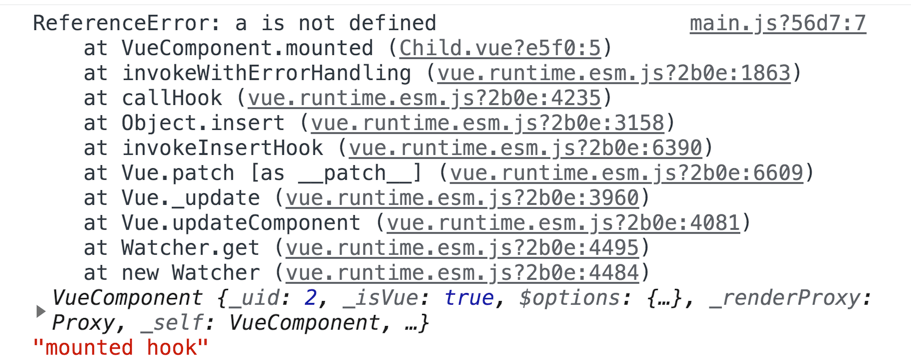 ReferenceError: a is not defined main.js?56d7:7
at VueComponent.mounted (Child.vue?e5f0:5)
at invokeWithErrorHandling (vue.runtime.esm.js?2b0e:1863)
at callHook (vue.runtime.esm.js?2b0e:4235)
at Object.insert (vue.runtime.esm.js?2b0e:3158)
at invokeInsertHook (vue.runtime.esm.js?2b0e:6390)
at Vue.patch [as __patch__] (vue.runtime.esm.js?2b0e:6609)
at Vue._update (vue.runtime.esm.js?2b0e:3960)
at Vue.updateComponent (vue.runtime.esm.js?2b0e:4081)
at Watcher.get (vue.runtime.esm.js?2b0e:4495)
at new Watcher (vue.runtime.esm.js?2b0e:4484)
VueComponent {_uid: 2, _isVue: true, $options: {…}, _renderProxy:
Proxy, _self: VueComponent, …}
"mounted hook"